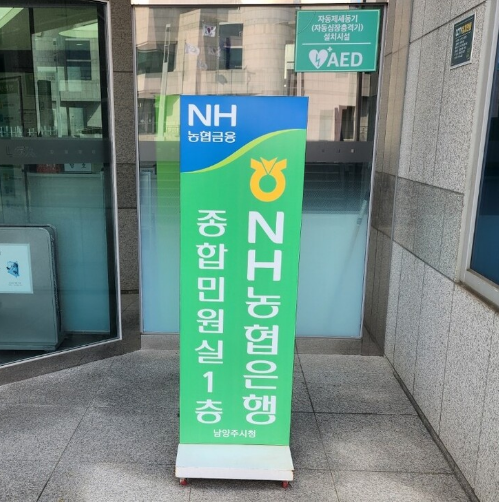 자동제세동기
(자동심장충격기)
설치시설
AED
NH
농협금융
NH농협은행
종합민원실1층
남양주시청